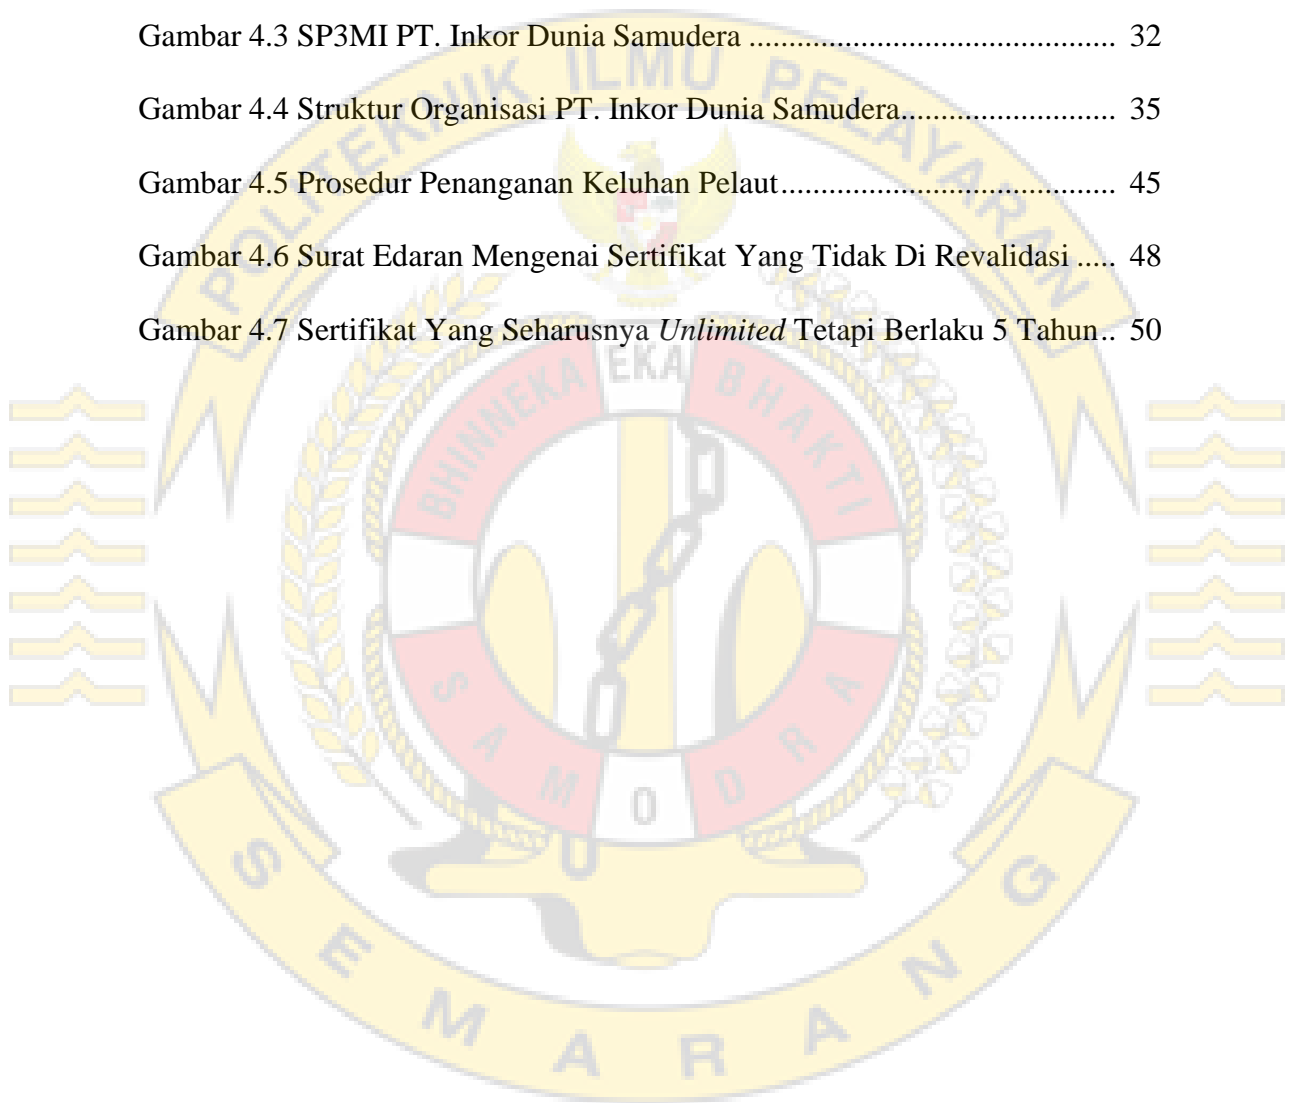 Gambar 4.3 SP3MI PT. Inkor Dunia Samudera .............................................. 32
Gambar 4.4 Struktur Organisasi PT. Inkor Dunia Samudera........................... 35
Gambar 4.5 Prosedur Penanganan Keluhan Pelaut.......................................... 45
Gambar 4.6 Surat Edaran Mengenai Sertifikat Yang Tidak Di Revalidasi ..... 48
Gambar 4.7 Sertifikat Yang Seharusnya Unlimited Tetapi Berlaku 5 Tahun.. 50
POLITEKNIK ILMU PELAYARAN
BHINNEKA EKA BHAKTI
SAMODRA
SEMARANG